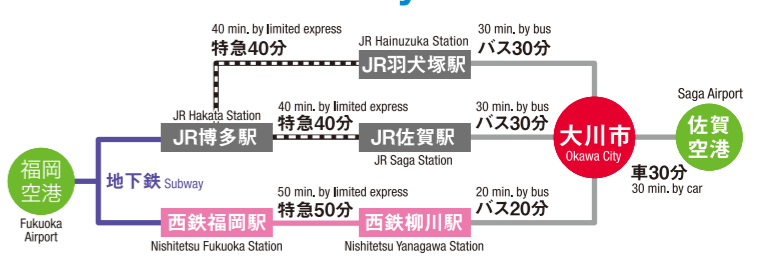 40 min. by limited express
特急40分
JR Hainuzuka Station
JR羽犬塚駅
30 min. by bus
バス30分
JR Hakata Station
JR博多駅
40 min. by limited express
特急40分
JR佐賀駅
JR Saga Station
30 min. by bus
バス30分
大川市
Okawa City
Saga Airport
佐賀
空港
車30分
30 min. by car
福岡
空港
Fukuoka
Airport
地下鉄 Subway
西鉄福岡駅
Nishitetsu Fukuoka Station
50 min. by limited express
特急50分
西鉄柳川駅
Nishitetsu Yanagawa Station
20 min. by bus
バス20分